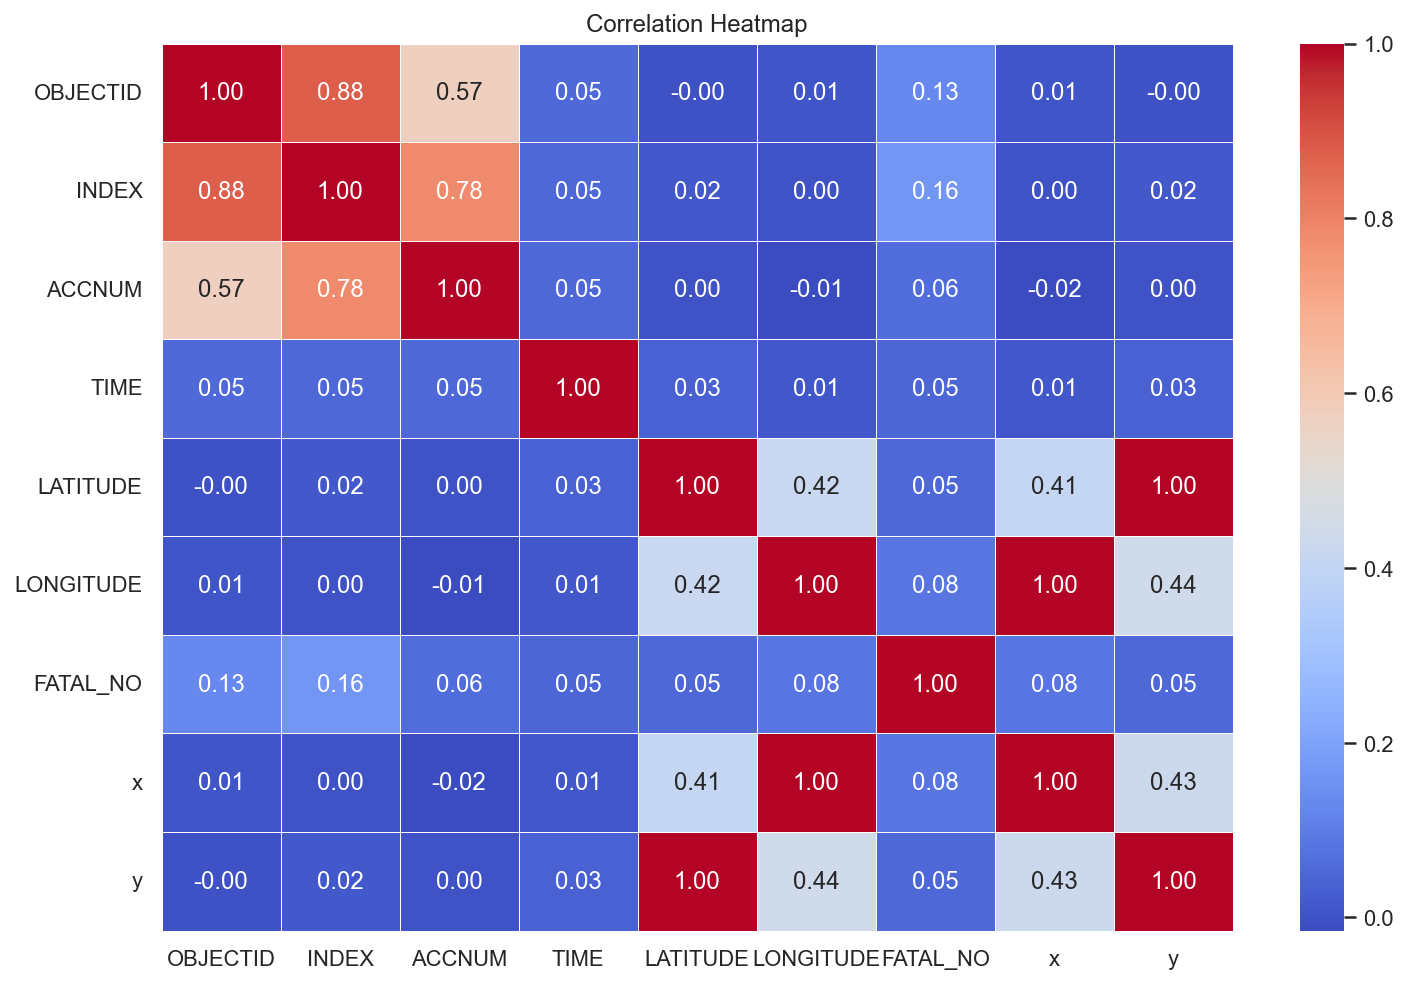 Correlation Heatmap
OBJECTID 1.00 0.88 0.57 0.05 -0.00 0.01 0.13 0.01 -0.00
INDEX 0.88 1.00 0.78 0.05 0.02 0.00 0.16 0.00 0.02
ACCNUM 0.57 0.78 1.00 0.05 0.00 -0.01 0.06 -0.02 0.00
TIME 0.05 0.05 0.05 1.00 0.03 0.01 0.05 0.01 0.03
LATITUDE -0.00 0.02 0.00 0.03 1.00 0.42 0.05 0.41 1.00
LONGITUDE 0.01 0.00 -0.01 0.01 0.42 1.00 0.08 1.00 0.44
FATAL_NO 0.13 0.16 0.06 0.05 0.05 0.08 1.00 0.08 0.05
x 0.01 0.00 -0.02 0.01 0.41 1.00 0.08 1.00 0.43
y -0.00 0.02 0.00 0.03 1.00 0.44 0.05 0.43 1.00
OBJECTID INDEX ACCNUM TIME LATITUDE LONGITUDE FATAL_NO x y
1.0
0.8
0.6
0.4
0.2
0.0